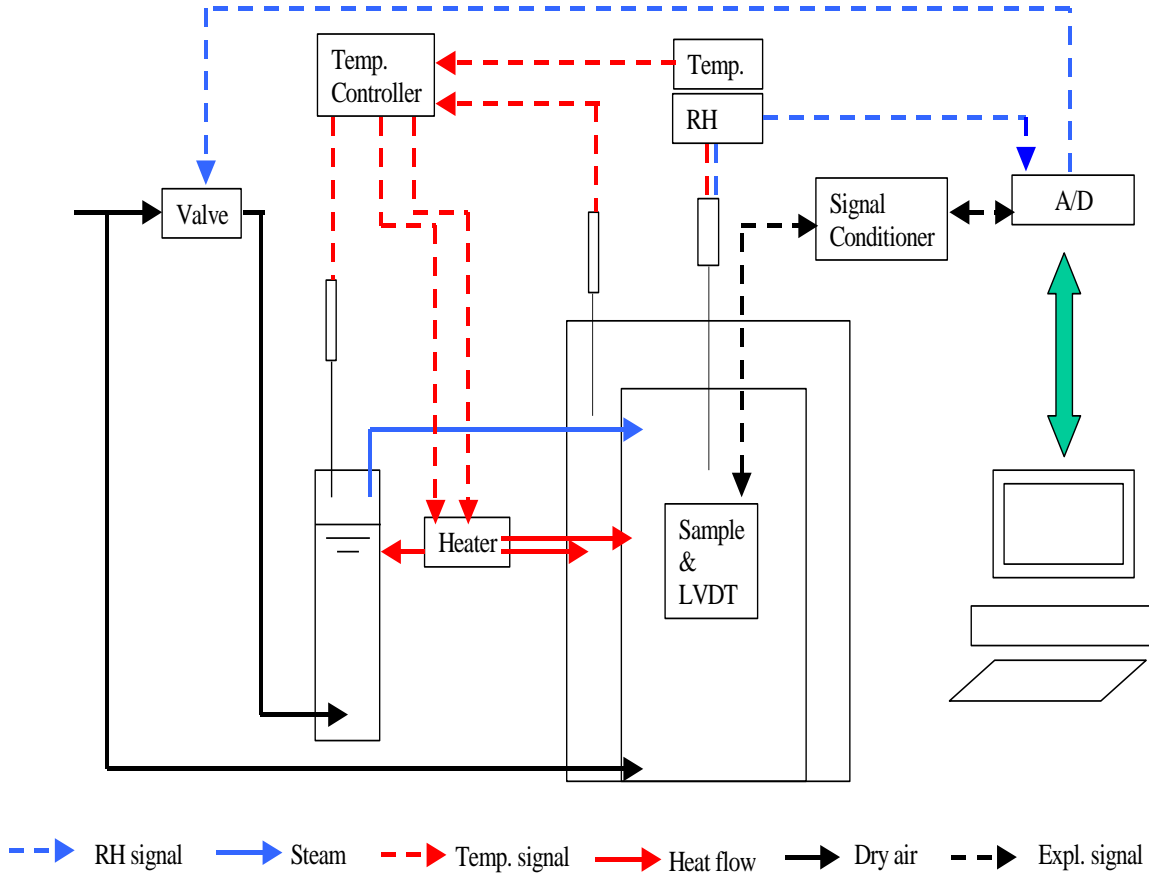 Temp.
Controller
Temp.
RH
Valve
Signal
Conditioner
A/D
Heater
Sample
&
LVDT
RH signal
Steam
Temp. signal
Heat flow
Dry air
Expl. signal